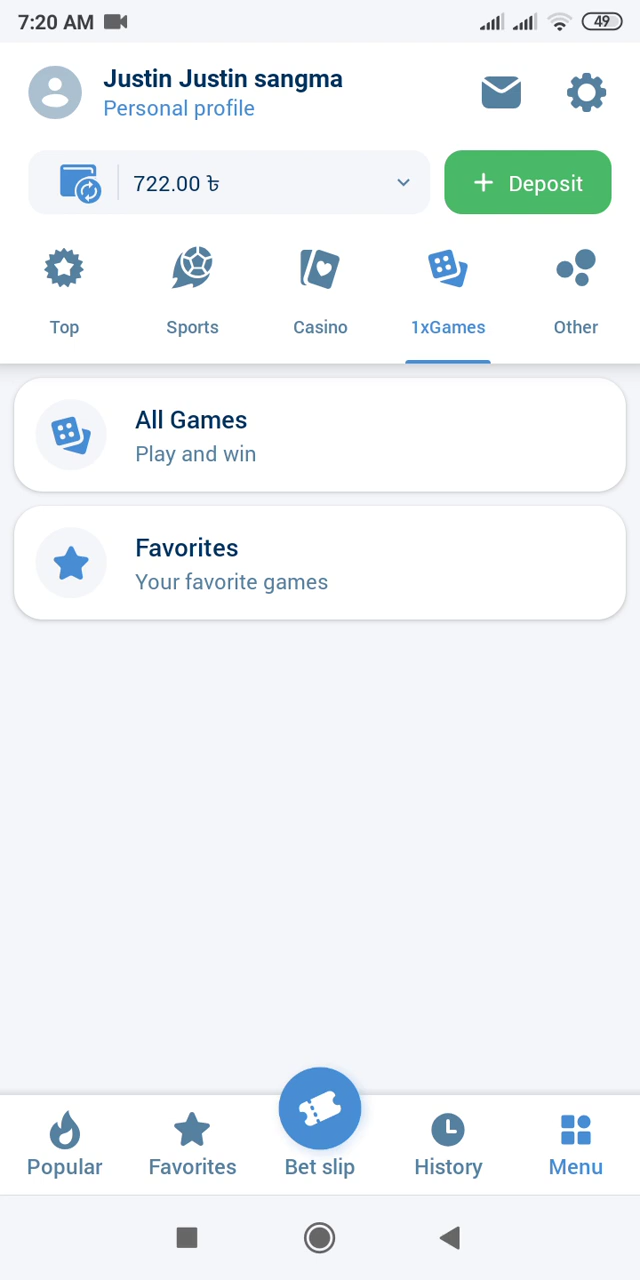 7:20 AM
49
Justin Justin sangma
Personal profile
722.00 ৳
+ Deposit
Top
Sports
Casino
1xGames
Other
All Games
Play and win
Favorites
Your favorite games
Popular
Favorites
Bet slip
History
Menu